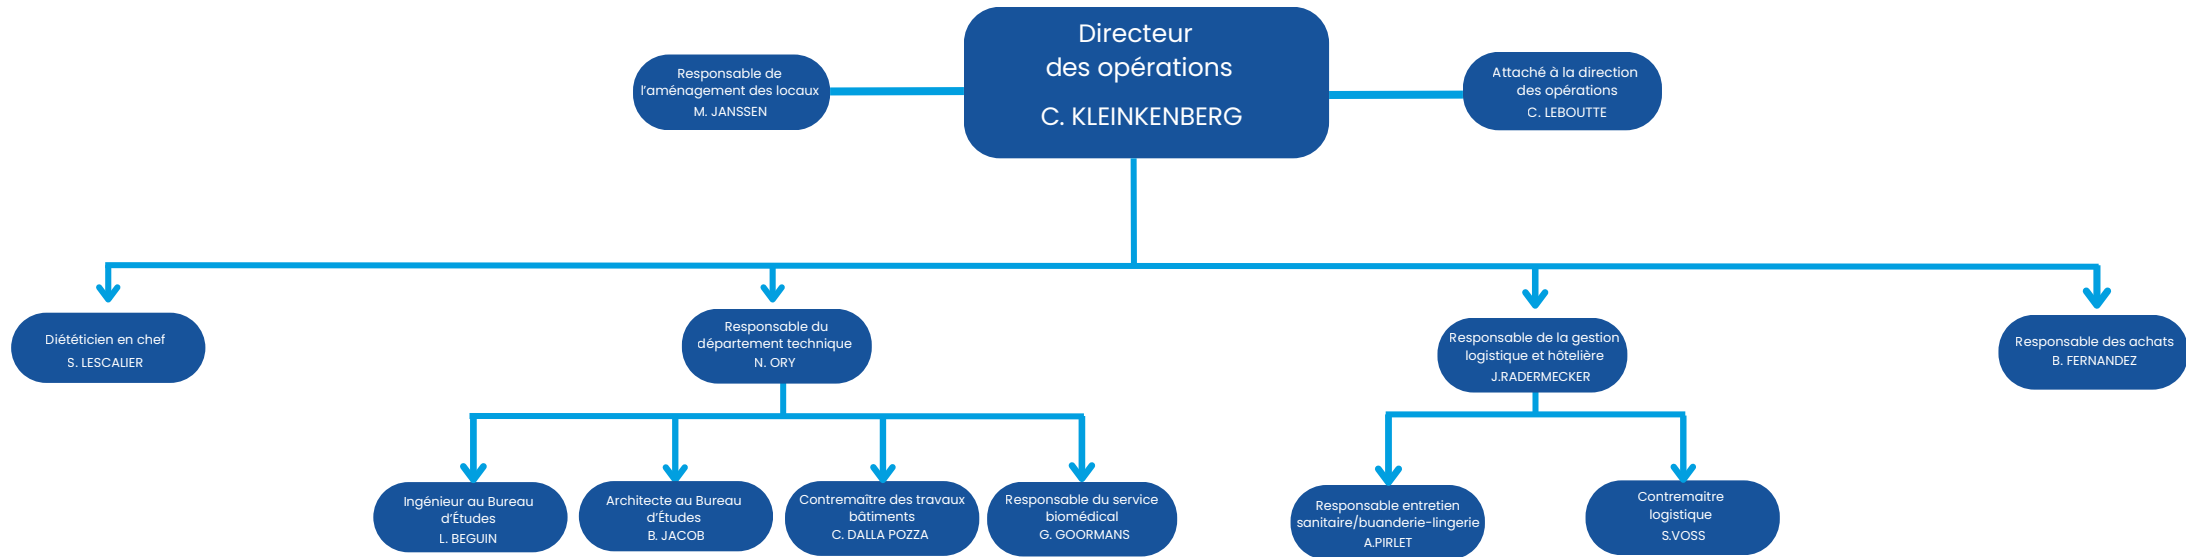 Directeur
des opérations
C. KLEINKENBERG
Responsable de
l'aménagement des locaux
M. JANSSEN
Attaché à la direction
des opérations
C. LEBOUTTE
Diététicien en chef
S. LESCALIER
Responsable du
département technique
N. ORY
Responsable de la gestion
logistique et hôtelière
J.RADERMECKER
Responsable des achats
B. FERNANDEZ
Ingénieur au Bureau
d'Études
L. BEGUIN
Architecte au Bureau
d'Études
B. JACOB
Contremaître des travaux
bâtiments
C. DALLA POZZA
Responsable du service
biomédical
G. GOORMANS
Responsable entretien
sanitaire/buanderie-lingerie
A.PIRLET
Contremaitre
logistique
S.VOSS